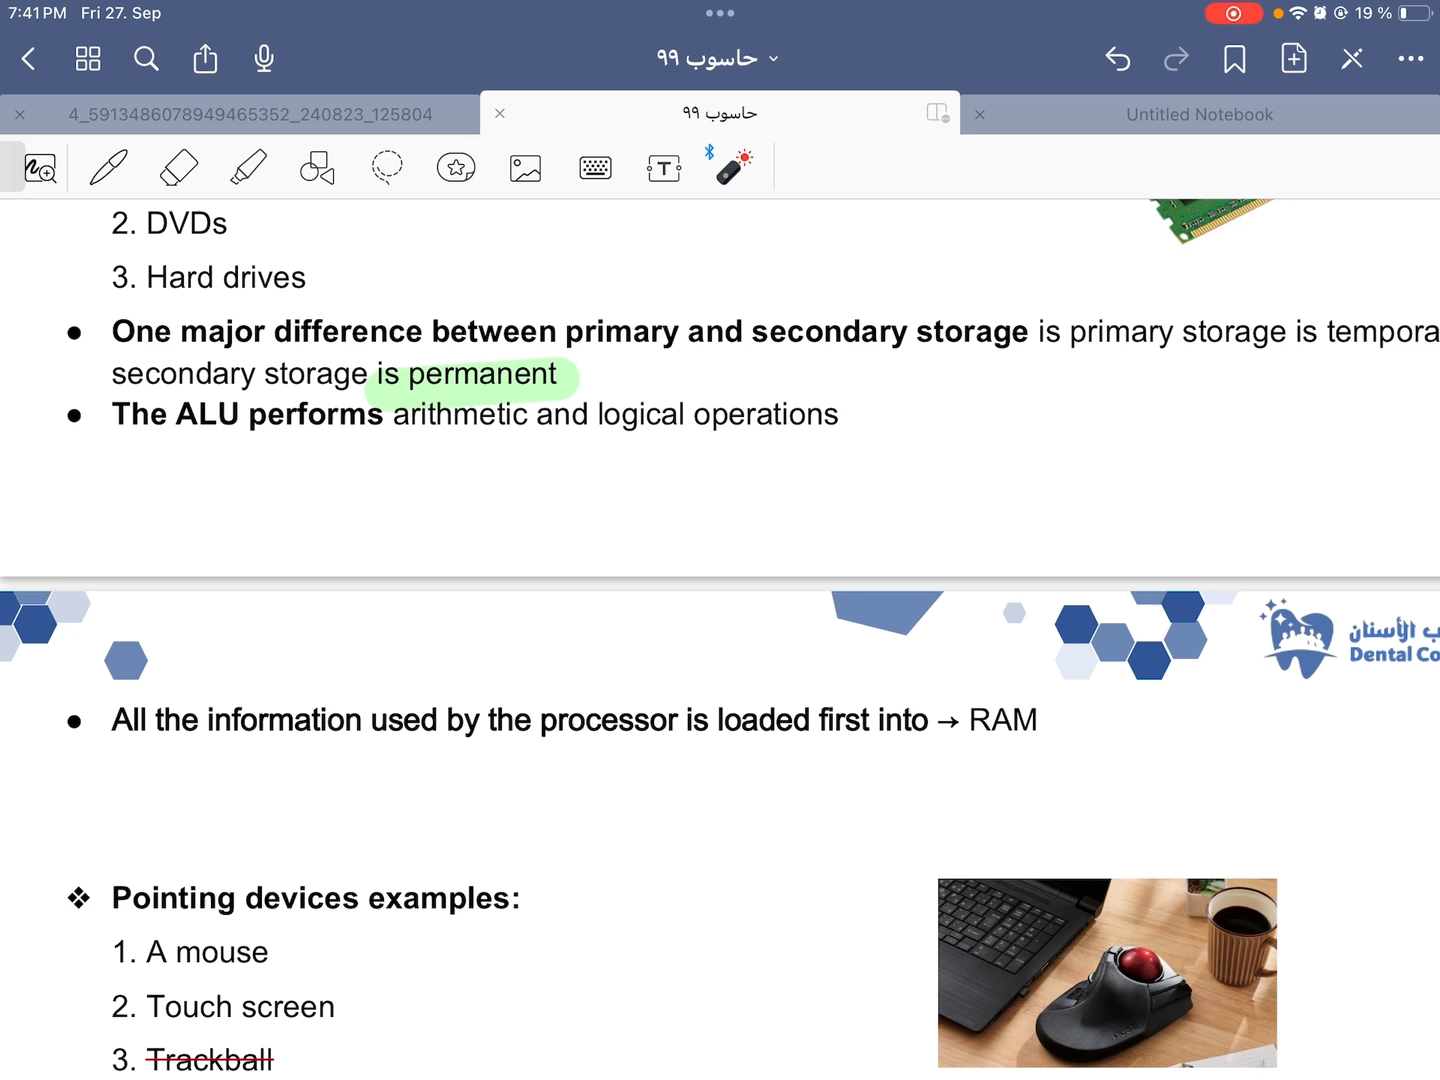 7:41 PM Fri 27. Sep
19 %
حاسوب ٩٩
4_5913486078949465352_240823_125804
حاسوب ٩٩
Untitled Notebook
T
2. DVDs
3. Hard drives
● One major difference between primary and secondary storage is primary storage is tempora
secondary storage is permanent
● The ALU performs arithmetic and logical operations
ب الأسنان
Dental Co
● All the information used by the processor is loaded first into → RAM
❖ Pointing devices examples:
1. A mouse
2. Touch screen
3. Trackball